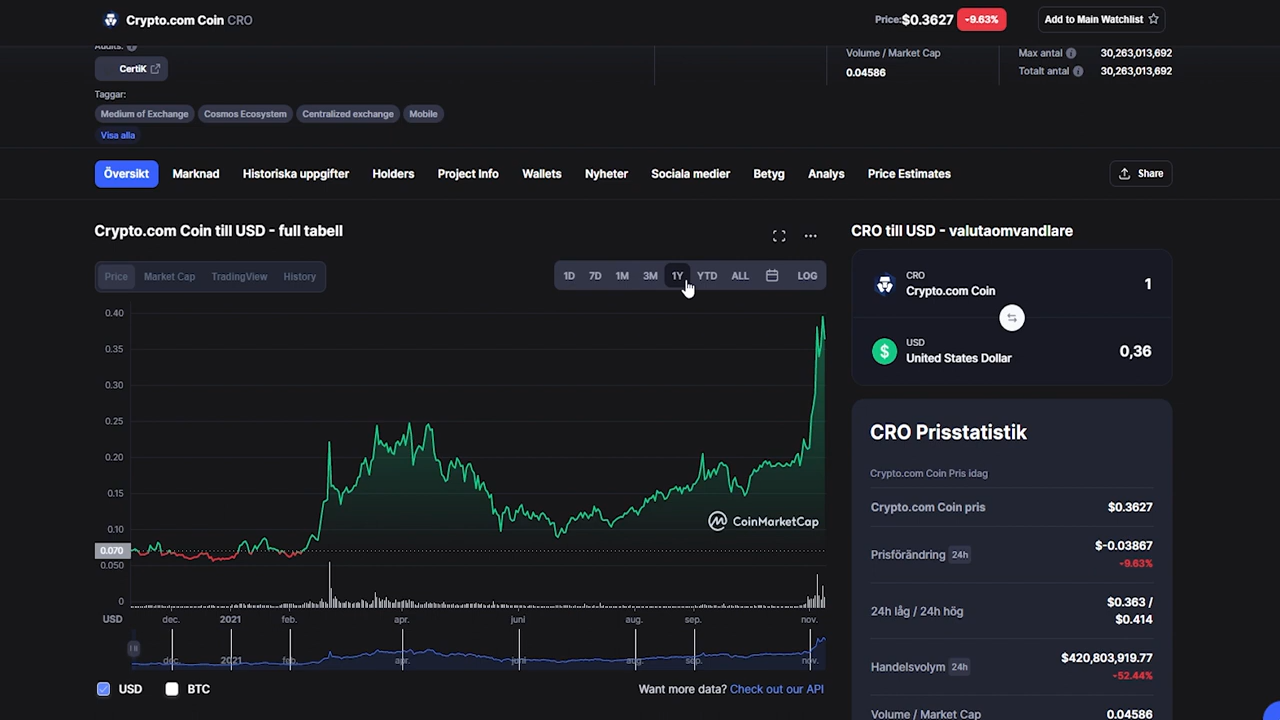 Crypto.com Coin CRO
Price:$0.3627 -9.63%
Add to Main Watchlist
Audits:
CertiK
Taggar:
Medium of Exchange Cosmos Ecosystem Centralized exchange Mobile
Visa alla
Volume / Market Cap
0.04586
Max antal 30,263,013,692
Totalt antal 30,263,013,692
Översikt Marknad Historiska uppgifter Holders Project Info Wallets Nyheter Sociala medier Betyg Analys Price Estimates Share
Crypto.com Coin till USD - full tabell
Price Market Cap TradingView History
1D 7D 1M 3M 1Y YTD ALL LOG
0.40
0.35
0.30
0.25
0.20
0.15
0.10
0.070
0.050
0
CoinMarketCap
USD dec. 2021 feb. apr. juni aug. sep. nov.
dec. 2021 feb. apr. juni aug. sep. nov.
USD BTC
Want more data? Check out our API
CRO till USD - valutaomvandlare
CRO
Crypto.com Coin 1
USD
United States Dollar 0,36
CRO Prisstatistik
Crypto.com Coin Pris idag
Crypto.com Coin pris $0.3627
Prisförändring 24h $-0.03867
-9.63%
24h låg / 24h hög $0.363 /
$0.414
Handelsvolym 24h $420,803,919.77
-52.44%
Volume / Market Cap 0.04586